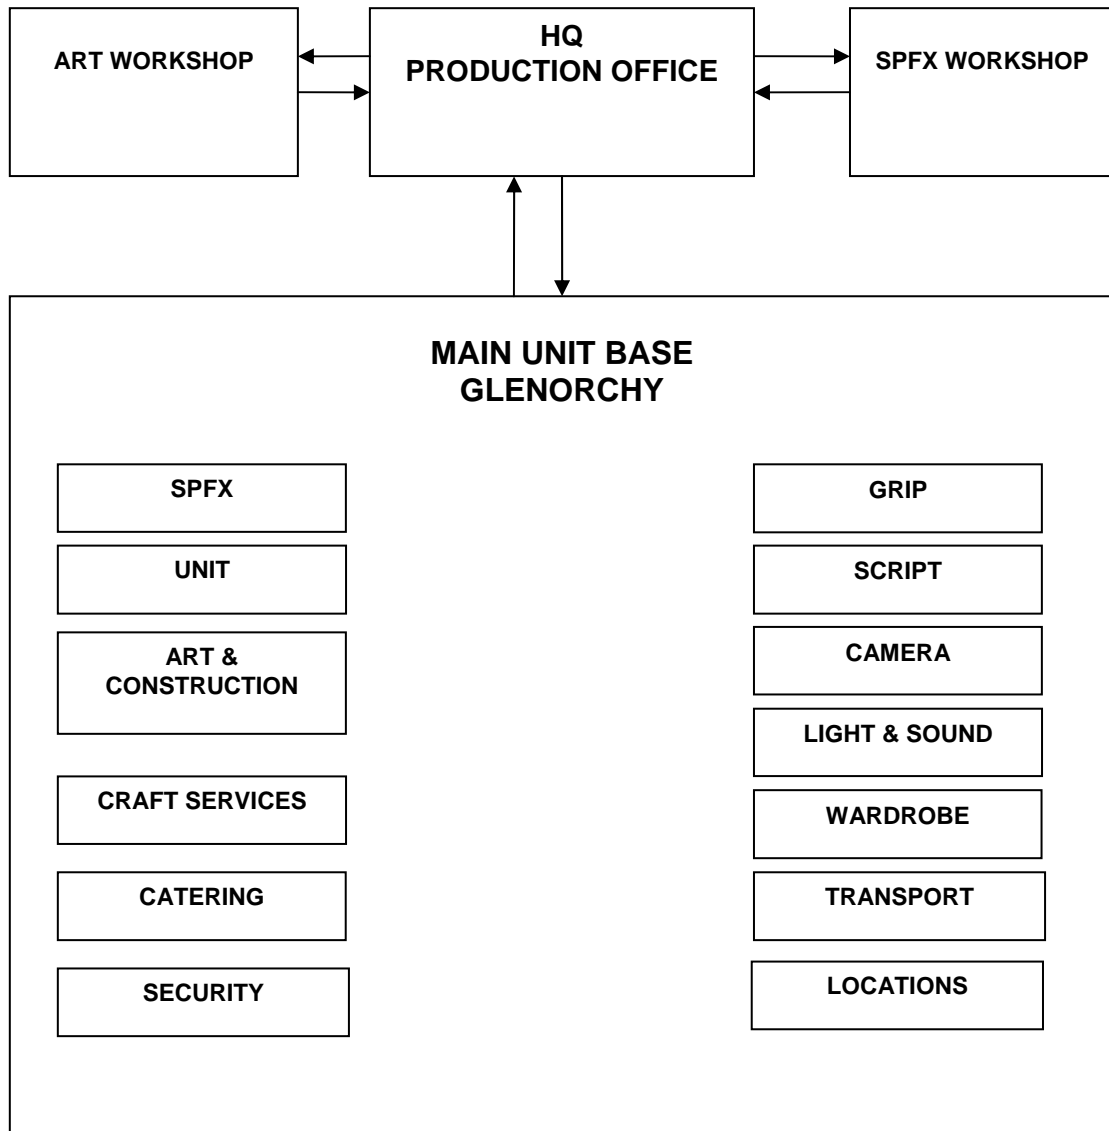 ART WORKSHOP
HQ
PRODUCTION OFFICE
SPFX WORKSHOP
MAIN UNIT BASE
GLENORCHY
SPFX
UNIT
ART &
CONSTRUCTION
CRAFT SERVICES
CATERING
SECURITY
GRIP
SCRIPT
CAMERA
LIGHT & SOUND
WARDROBE
TRANSPORT
LOCATIONS